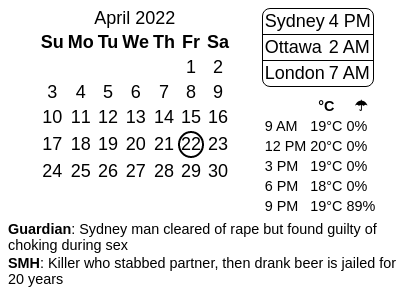 April 2022
Su Mo Tu We Th Fr Sa
1 2
3 4 5 6 7 8 9
10 11 12 13 14 15 16
17 18 19 20 21 22 23
24 25 26 27 28 29 30
Sydney 4 PM
Ottawa 2 AM
London 7 AM
°C ☂
9 AM 19°C 0%
12 PM 20°C 0%
3 PM 19°C 0%
6 PM 18°C 0%
9 PM 19°C 89%
Guardian: Sydney man cleared of rape but found guilty of
choking during sex
SMH: Killer who stabbed partner, then drank beer is jailed for
20 years